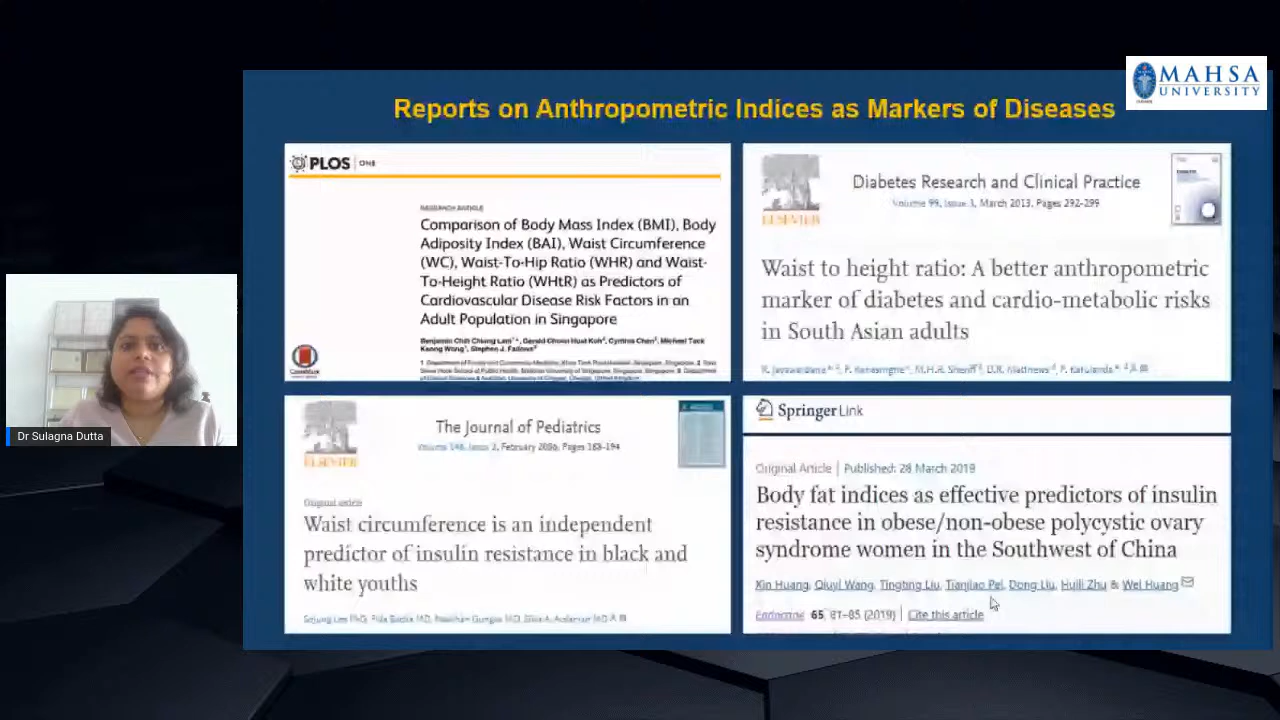 MAHSA
UNIVERSITY
Reports on Anthropometric Indices as Markers of Diseases
PLOS ONE
RESEARCH ARTICLE
Comparison of Body Mass Index (BMI), Body
Adiposity Index (BAI), Waist Circumference
(WC), Waist-To-Hip Ratio (WHR) and Waist-
To-Height Ratio (WHtR) as Predictors of
Cardiovascular Disease Risk Factors in an
Adult Population in Singapore
ELSEVIER
Diabetes Research and Clinical Practice
Volume 99, Issue 3, March 2013, Pages 292-299
Waist to height ratio: A better anthropometric
marker of diabetes and cardio-metabolic risks
in South Asian adults
Dr Sulagna Dutta
ELSEVIER
The Journal of Pediatrics
Original article
Waist circumference is an independent
predictor of insulin resistance in black and
white youths
Springer Link
Original Article | Published: 28 March 2019
Body fat indices as effective predictors of insulin
resistance in obese/non-obese polycystic ovary
syndrome women in the Southwest of China
Xin Huang, Qiuyi Wang, Tingting Liu, Tianjiao Pei, Dong Liu, Huili Zhu & Wei Huang
Endocrine 65, 81–85 (2019) | Cite this article